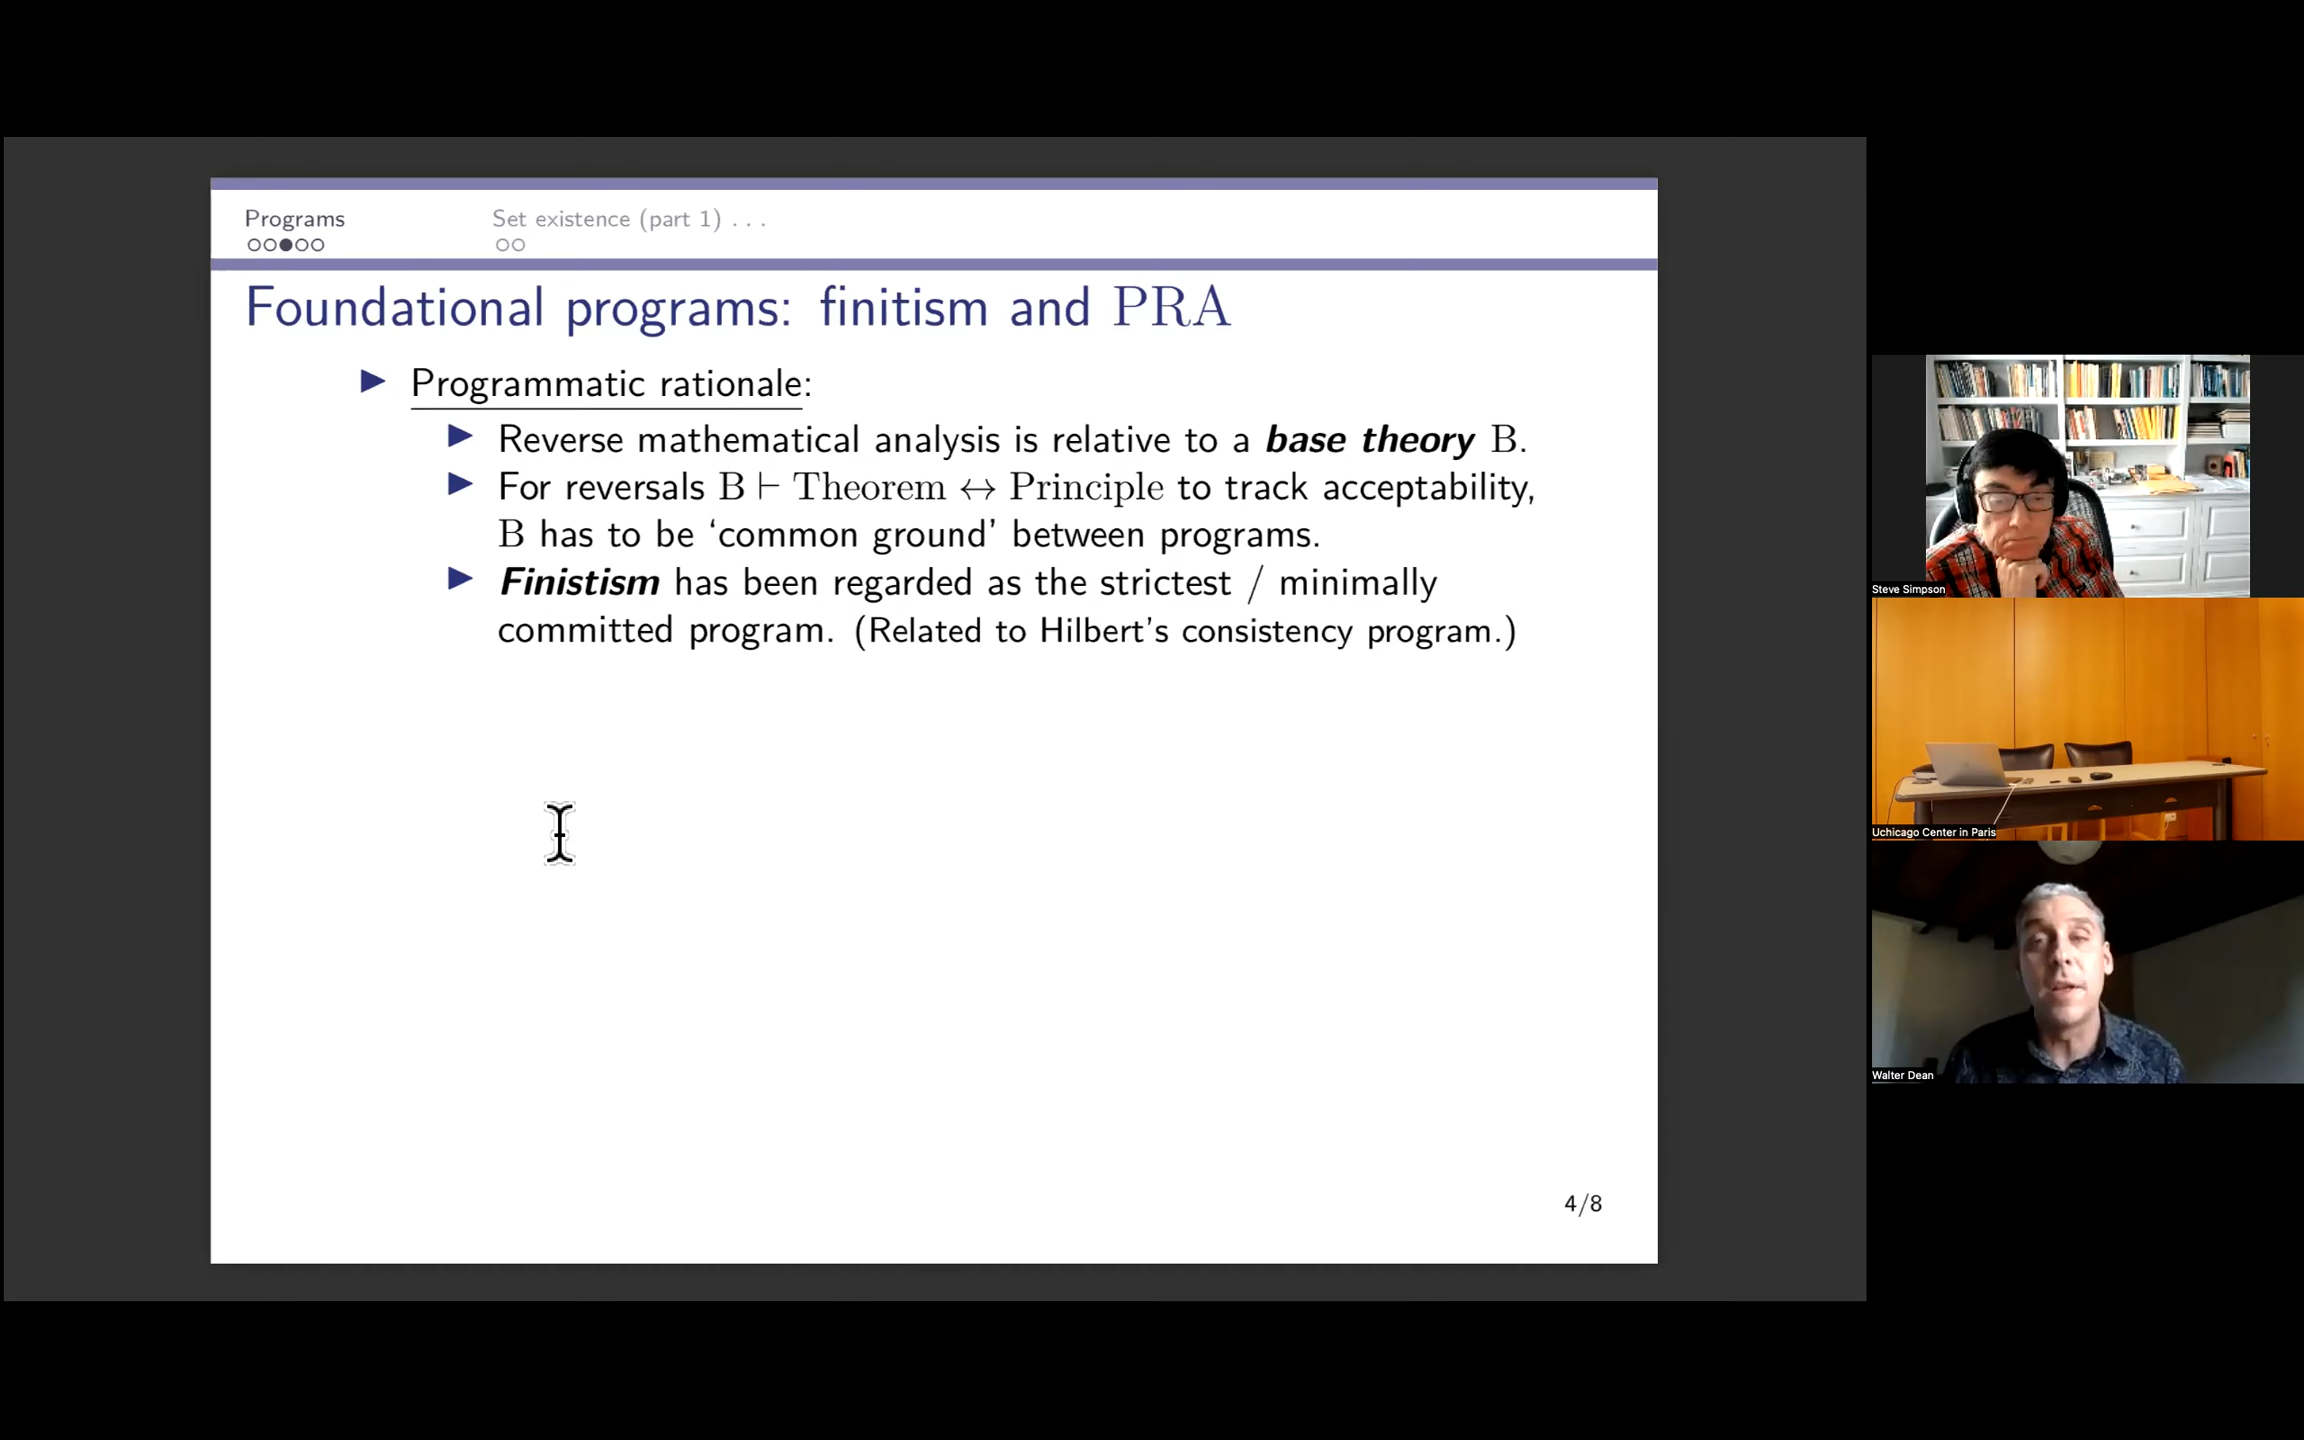 Programs
Set existence (part 1) . . .
Foundational programs: finitism and PRA
Programmatic rationale:
Reverse mathematical analysis is relative to a base theory B.
For reversals B ⊢ Theorem ↔ Principle to track acceptability,
B has to be ‘common ground’ between programs.
Finistism has been regarded as the strictest / minimally
committed program. (Related to Hilbert’s consistency program.)
4/8
Steve Simpson
Uchicago Center in Paris
Walter Dean